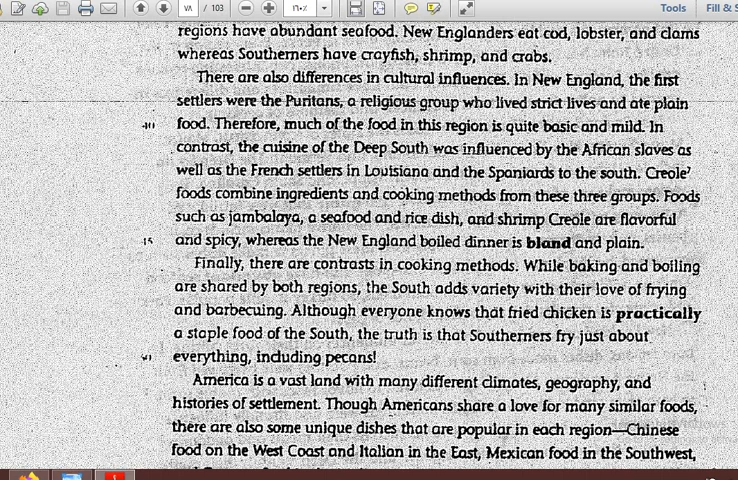 ٧٨ / 103
١٦٠٪
Tools
Fill & S
regions have abundant seafood. New Englanders eat cod, lobster, and clams
whereas Southerners have crayfish, shrimp, and crabs.
There are also differences in cultural influences. In New England, the first
settlers were the Puritans, a religious group who lived strict lives and ate plain
40 food. Therefore, much of the food in this region is quite basic and mild. In
contrast, the cuisine of the Deep South was influenced by the African slaves as
well as the French settlers in Louisiana and the Spaniards to the south. Creole⁷
foods combine ingredients and cooking methods from these three groups. Foods
such as jambalaya, a seafood and rice dish, and shrimp Creole are flavorful
45 and spicy, whereas the New England boiled dinner is bland and plain.
Finally, there are contrasts in cooking methods. While baking and boiling
are shared by both regions, the South adds variety with their love of frying
and barbecuing. Although everyone knows that fried chicken is practically
a staple food of the South, the truth is that Southerners fry just about
50 everything, including pecans!
America is a vast land with many different climates, geography, and
histories of settlement. Though Americans share a love for many similar foods,
there are also some unique dishes that are popular in each region—Chinese
food on the West Coast and Italian in the East, Mexican food in the Southwest,